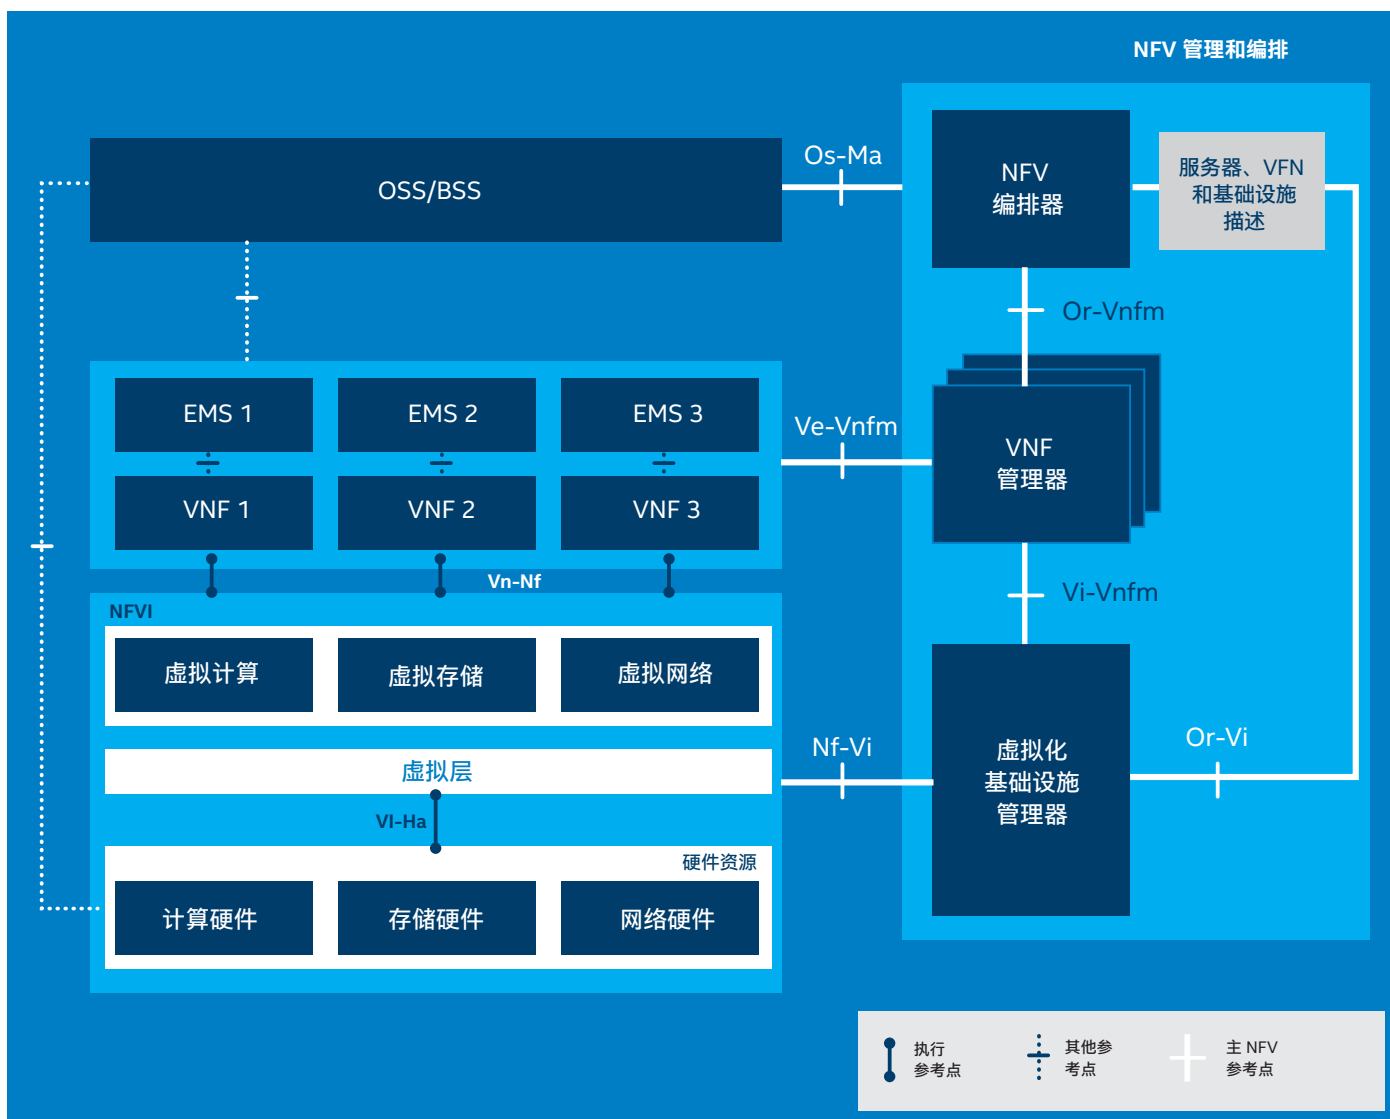 NFV 管理和编排
OSS/BSS
Os-Ma
NFV
编排器
服务器、VFN
和基础设施
描述
Or-Vnfm
EMS 1
EMS 2
EMS 3
Ve-Vnfm
VNF
管理器
VNF 1
VNF 2
VNF 3
Vn-Nf
Vi-Vnfm
NFVI
虚拟计算
虚拟存储
虚拟网络
虚拟层
Nf-Vi
虚拟化
基础设施
管理器
Or-Vi
VI-Ha
硬件资源
计算硬件
存储硬件
网络硬件
执行
参考点
其他参
考点
主 NFV
参考点